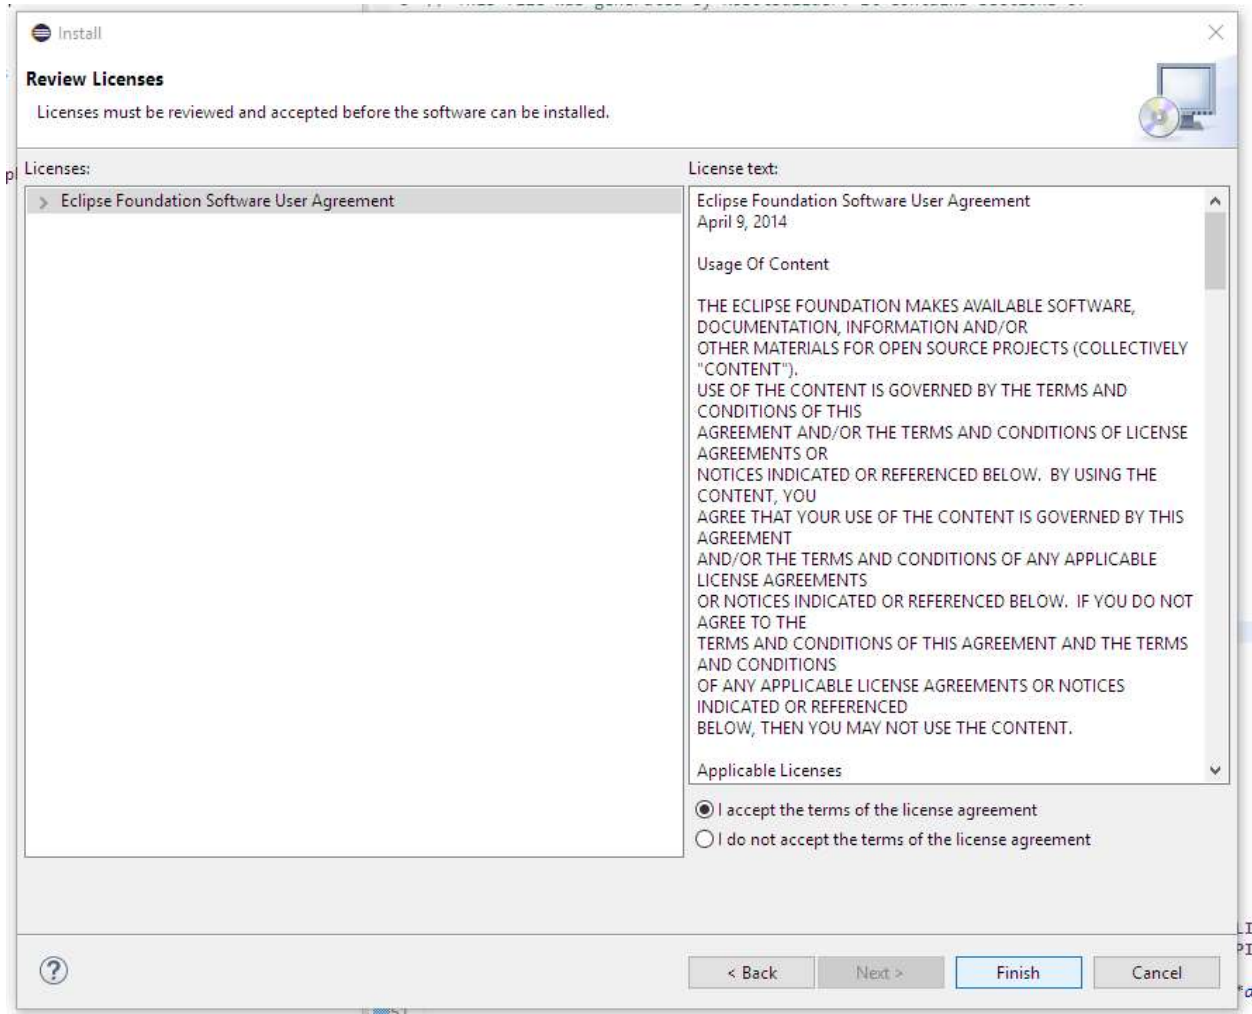 Install
Review Licenses
Licenses must be reviewed and accepted before the software can be installed.
Licenses:
Eclipse Foundation Software User Agreement
License text:
Eclipse Foundation Software User Agreement
April 9, 2014
Usage Of Content
THE ECLIPSE FOUNDATION MAKES AVAILABLE SOFTWARE,
DOCUMENTATION, INFORMATION AND/OR
OTHER MATERIALS FOR OPEN SOURCE PROJECTS (COLLECTIVELY
"CONTENT").
USE OF THE CONTENT IS GOVERNED BY THE TERMS AND
CONDITIONS OF THIS
AGREEMENT AND/OR THE TERMS AND CONDITIONS OF LICENSE
AGREEMENTS OR
NOTICES INDICATED OR REFERENCED BELOW.  BY USING THE
CONTENT, YOU
AGREE THAT YOUR USE OF THE CONTENT IS GOVERNED BY THIS
AGREEMENT
AND/OR THE TERMS AND CONDITIONS OF ANY APPLICABLE
LICENSE AGREEMENTS
OR NOTICES INDICATED OR REFERENCED BELOW.  IF YOU DO NOT
AGREE TO THE
TERMS AND CONDITIONS OF THIS AGREEMENT AND THE TERMS
AND CONDITIONS
OF ANY APPLICABLE LICENSE AGREEMENTS OR NOTICES
INDICATED OR REFERENCED
BELOW, THEN YOU MAY NOT USE THE CONTENT.
Applicable Licenses
I accept the terms of the license agreement
I do not accept the terms of the license agreement
< Back
Next >
Finish
Cancel